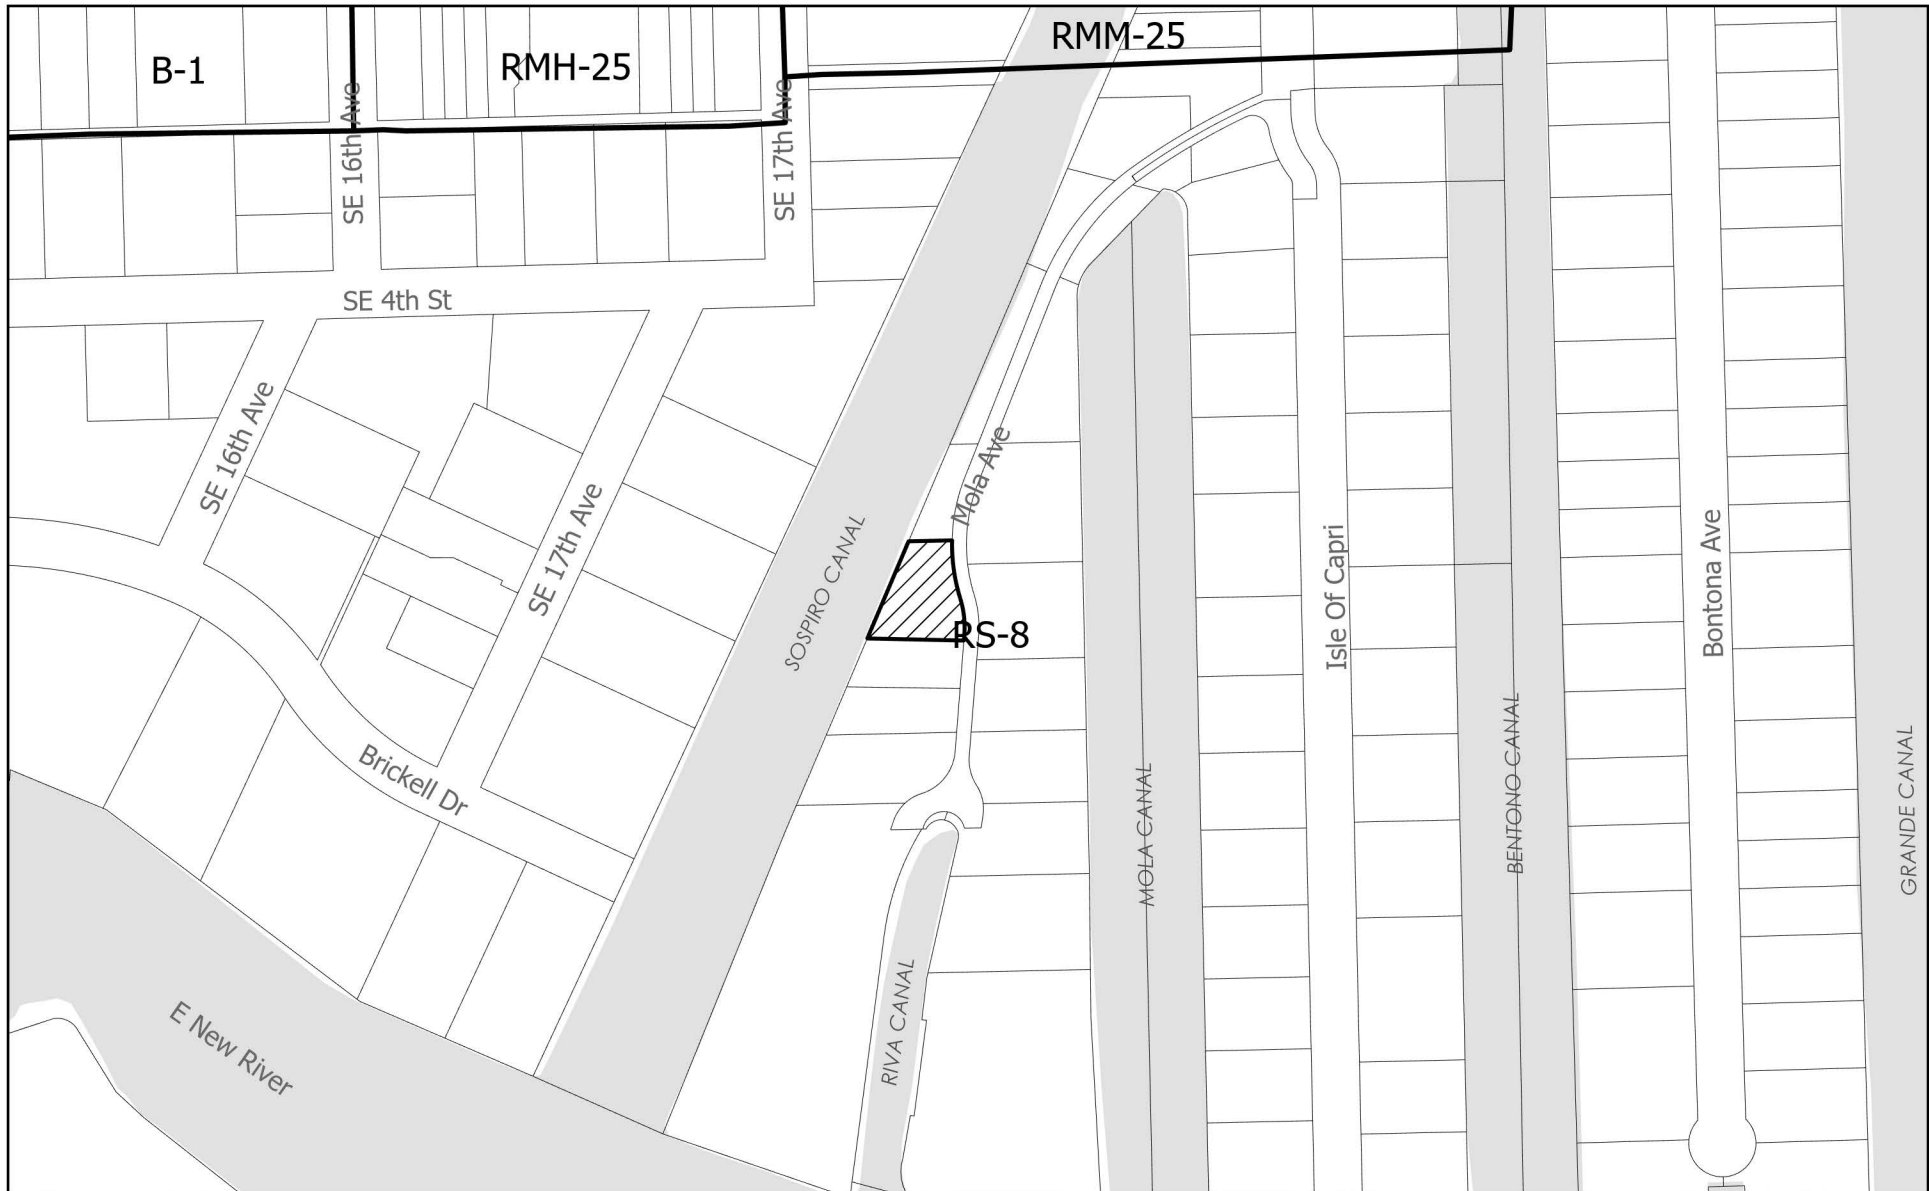 RMM-25
B-1
RMH-25
SE 16th Ave
SE 17th Ave
SE 4th St
SE 16th Ave
Mola Ave
SE 17th Ave
SOSPIRO CANAL
Isle Of Capri
Bontona Ave
RS-8
Brickell Dr
MOLA CANAL
BENTONO CANAL
GRANDE CANAL
RIVA CANAL
E New River